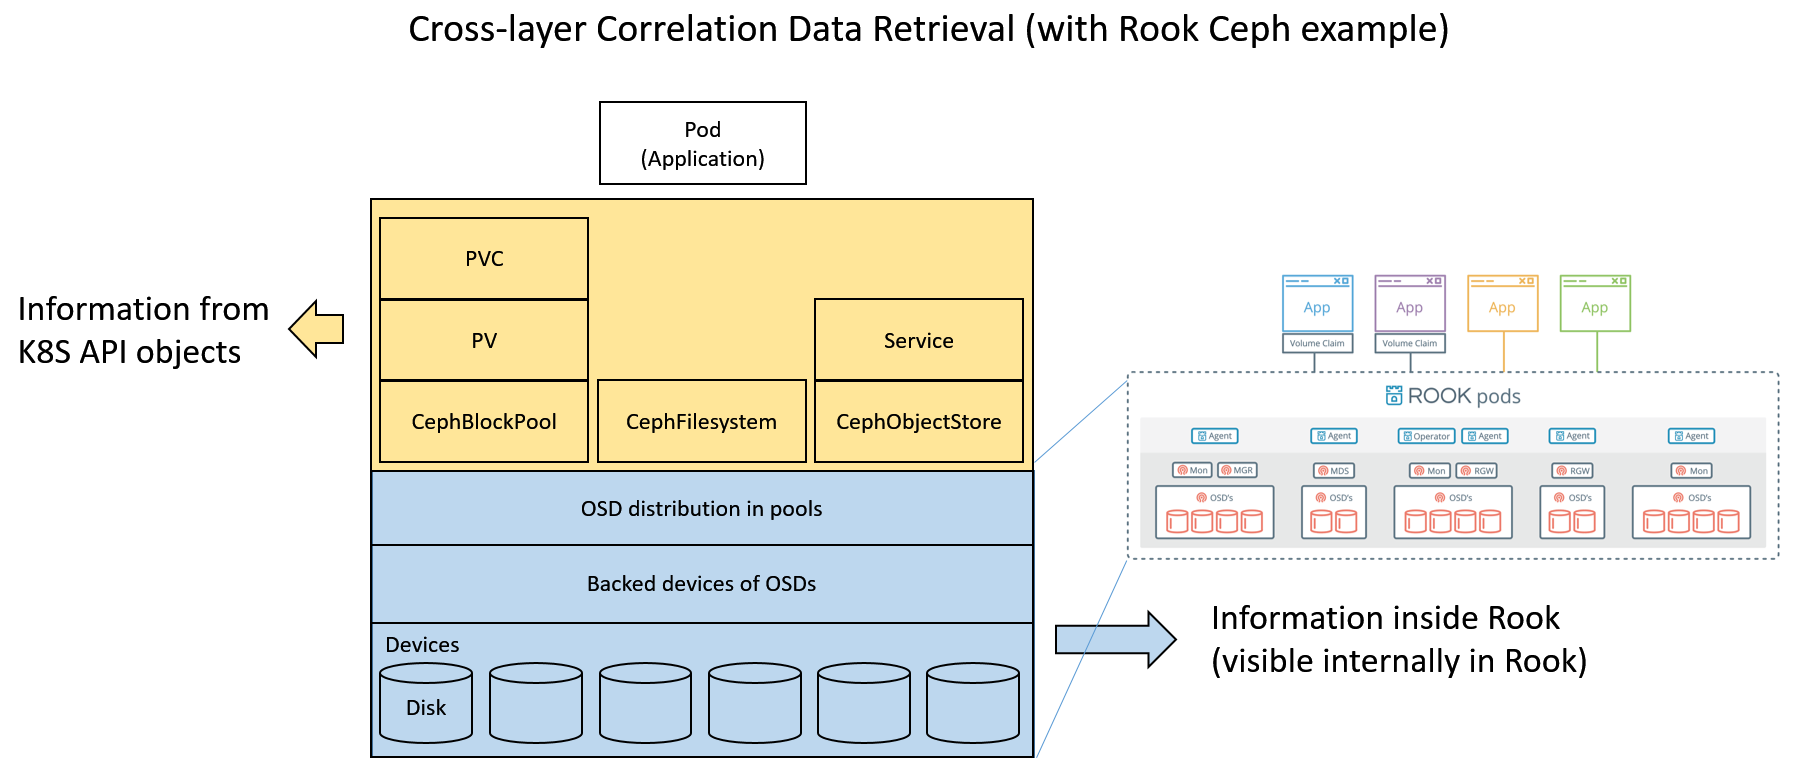 Cross-layer Correlation Data Retrieval (with Rook Ceph example)
Pod
(Application)
PVC
PV
Service
CephBlockPool
CephFilesystem
CephObjectStore
Information from
K8S API objects
OSD distribution in pools
Backed devices of OSDs
Devices
Disk
App
App
App
App
Volume Claim
Volume Claim
ROOK pods
Agent
Agent
Operator
Agent
Agent
Agent
Mon
MGR
MDS
Mon
RGW
RGW
Mon
OSD's
OSD's
OSD's
OSD's
OSD's
Information inside Rook
(visible internally in Rook)